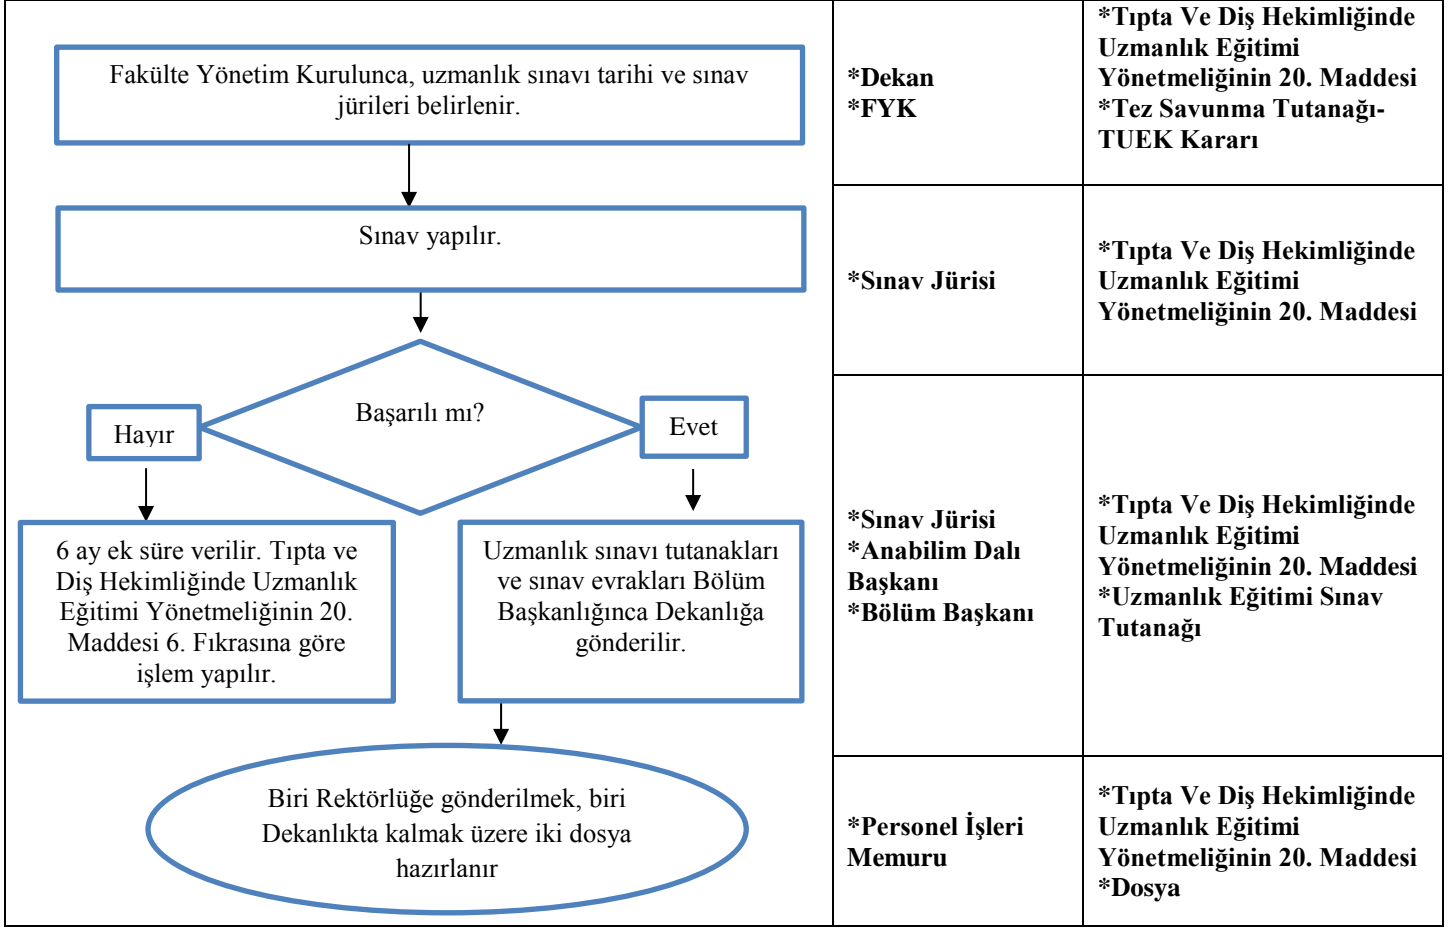 Fakülte Yönetim Kurulunca, uzmanlık sınavı tarihi ve sınav
jürileri belirlenir.
*Dekan
*FYK
*Tıpta Ve Diş Hekimliğinde
Uzmanlık Eğitimi
Yönetmeliğinin 20. Maddesi
*Tez Savunma Tutanağı-
TUEK Kararı
Sınav yapılır.
*Sınav Jürisi
*Tıpta Ve Diş Hekimliğinde
Uzmanlık Eğitimi
Yönetmeliğinin 20. Maddesi
Başarılı mı?
Hayır
Evet
6 ay ek süre verilir. Tıpta ve
Diş Hekimliğinde Uzmanlık
Eğitimi Yönetmeliğinin 20.
Maddesi 6. Fıkrasına göre
işlem yapılır.
Uzmanlık sınavı tutanakları
ve sınav evrakları Bölüm
Başkanlığınca Dekanlığa
gönderilir.
*Sınav Jürisi
*Anabilim Dalı
Başkanı
*Bölüm Başkanı
*Tıpta Ve Diş Hekimliğinde
Uzmanlık Eğitimi
Yönetmeliğinin 20. Maddesi
*Uzmanlık Eğitimi Sınav
Tutanağı
Biri Rektörlüğe gönderilmek, biri
Dekanlıkta kalmak üzere iki dosya
hazırlanır
*Personel İşleri
Memuru
*Tıpta Ve Diş Hekimliğinde
Uzmanlık Eğitimi
Yönetmeliğinin 20. Maddesi
*Dosya